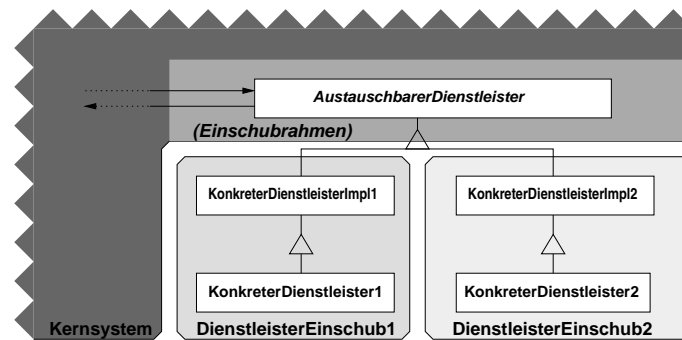 AustauschbarerDienstleister
(Einschubrahmen)
KonkreterDienstleisterImpl1
KonkreterDienstleisterImpl2
KonkreterDienstleister1
KonkreterDienstleister2
Kernsystem
DienstleisterEinschub1
DienstleisterEinschub2